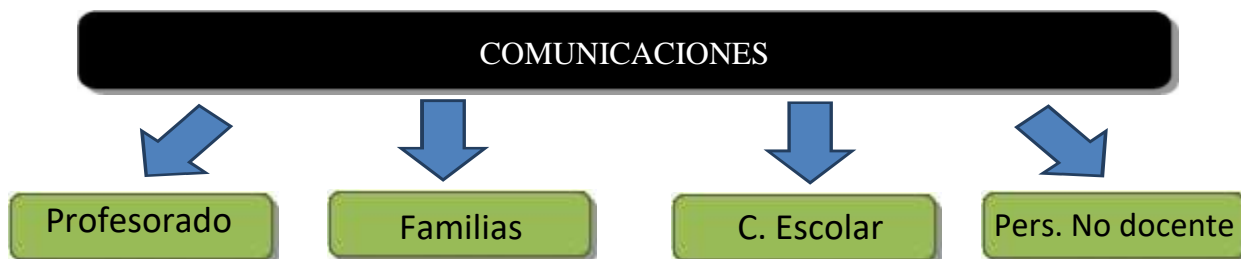 COMUNICACIONES
Profesorado
Familias
C. Escolar
Pers. No docente